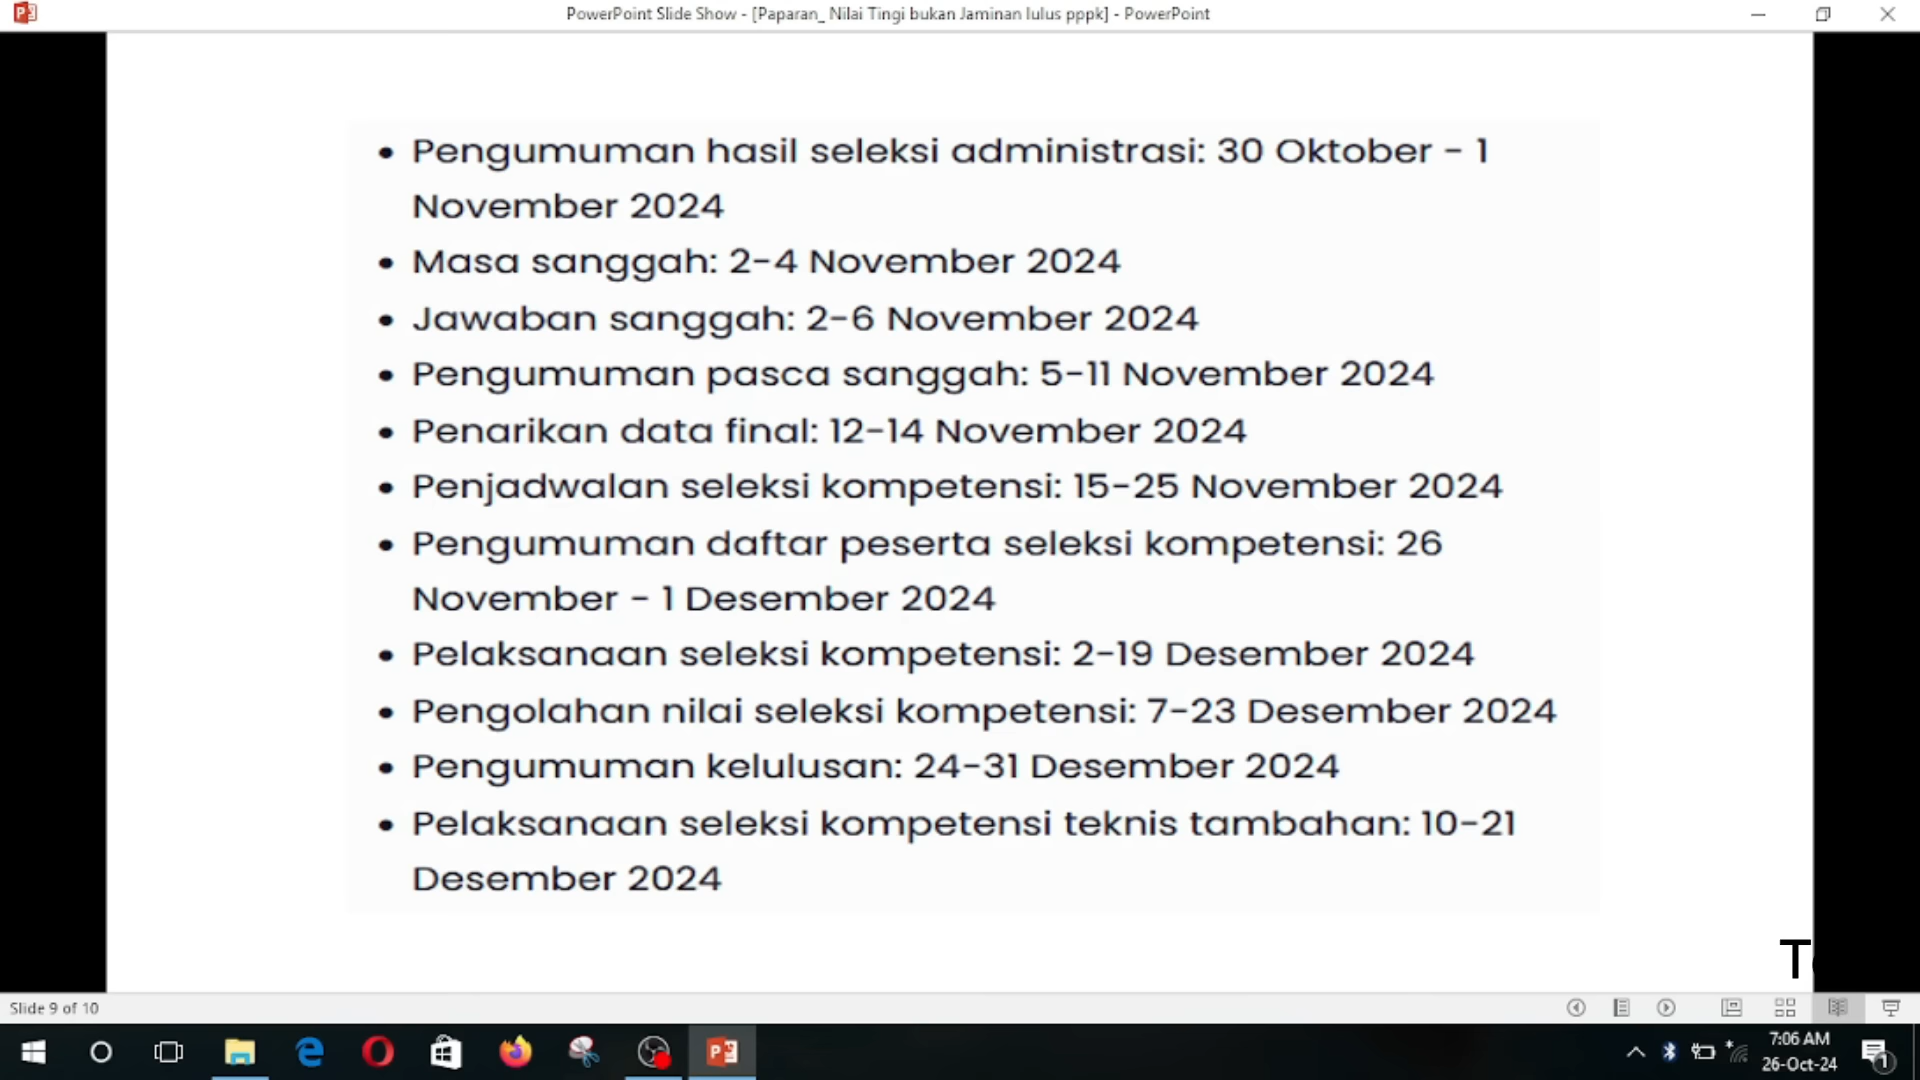 PowerPoint Slide Show - [Paparan_ Nilai Tingi bukan Jaminan lulus pppk] - PowerPoint
• Pengumuman hasil seleksi administrasi: 30 Oktober - 1
November 2024
• Masa sanggah: 2-4 November 2024
• Jawaban sanggah: 2-6 November 2024
• Pengumuman pasca sanggah: 5-11 November 2024
• Penarikan data final: 12-14 November 2024
• Penjadwalan seleksi kompetensi: 15-25 November 2024
• Pengumuman daftar peserta seleksi kompetensi: 26
November - 1 Desember 2024
• Pelaksanaan seleksi kompetensi: 2-19 Desember 2024
• Pengolahan nilai seleksi kompetensi: 7-23 Desember 2024
• Pengumuman kelulusan: 24-31 Desember 2024
• Pelaksanaan seleksi kompetensi teknis tambahan: 10-21
Desember 2024
Slide 9 of 10
7:06 AM
26-Oct-24
1